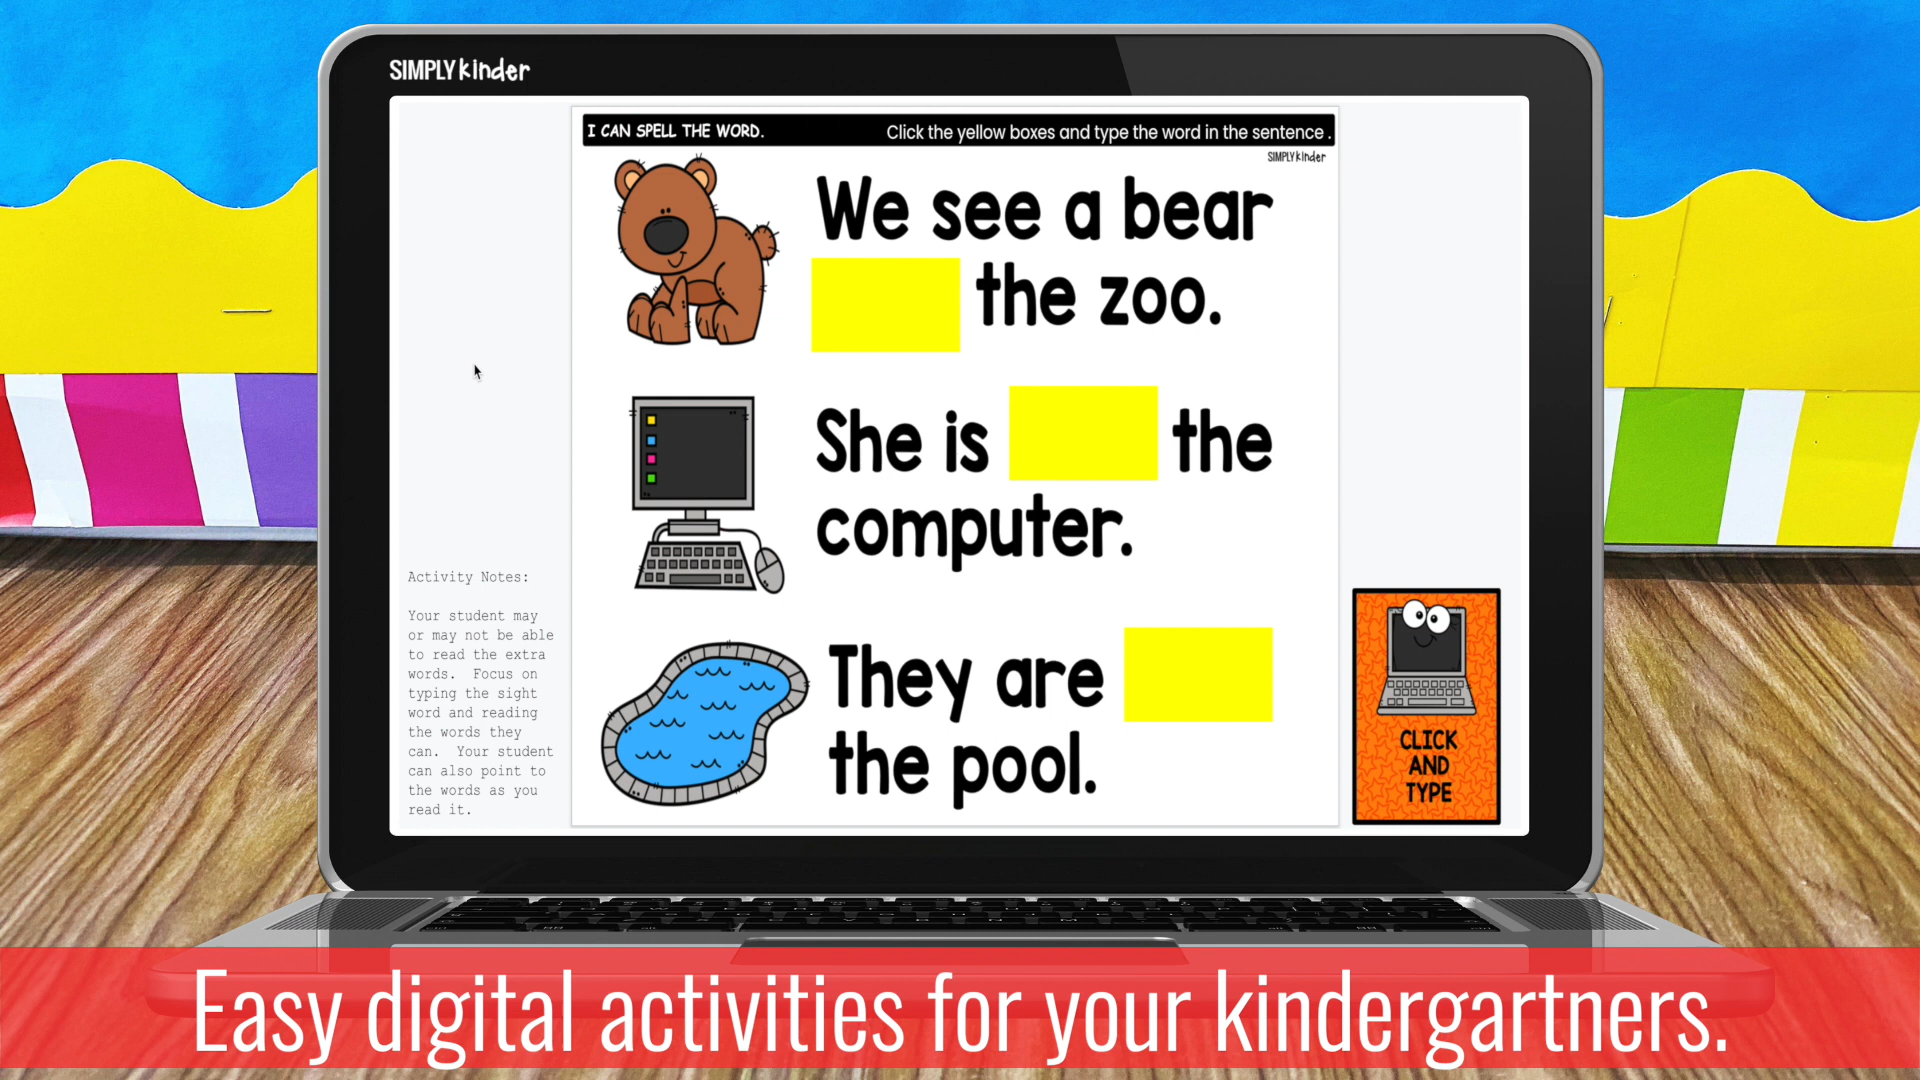 SIMPLY kinder
I CAN SPELL THE WORD.
Click the yellow boxes and type the word in the sentence .
SIMPLY kinder
We see a bear
the zoo.
She is the
computer.
They are
the pool.
Activity Notes:
Your student may
or may not be able
to read the extra
words. Focus on
typing the sight
word and reading
the words they
can. Your student
can also point to
the words as you
read it.
CLICK
AND
TYPE
Easy digital activities for your kindergartners.